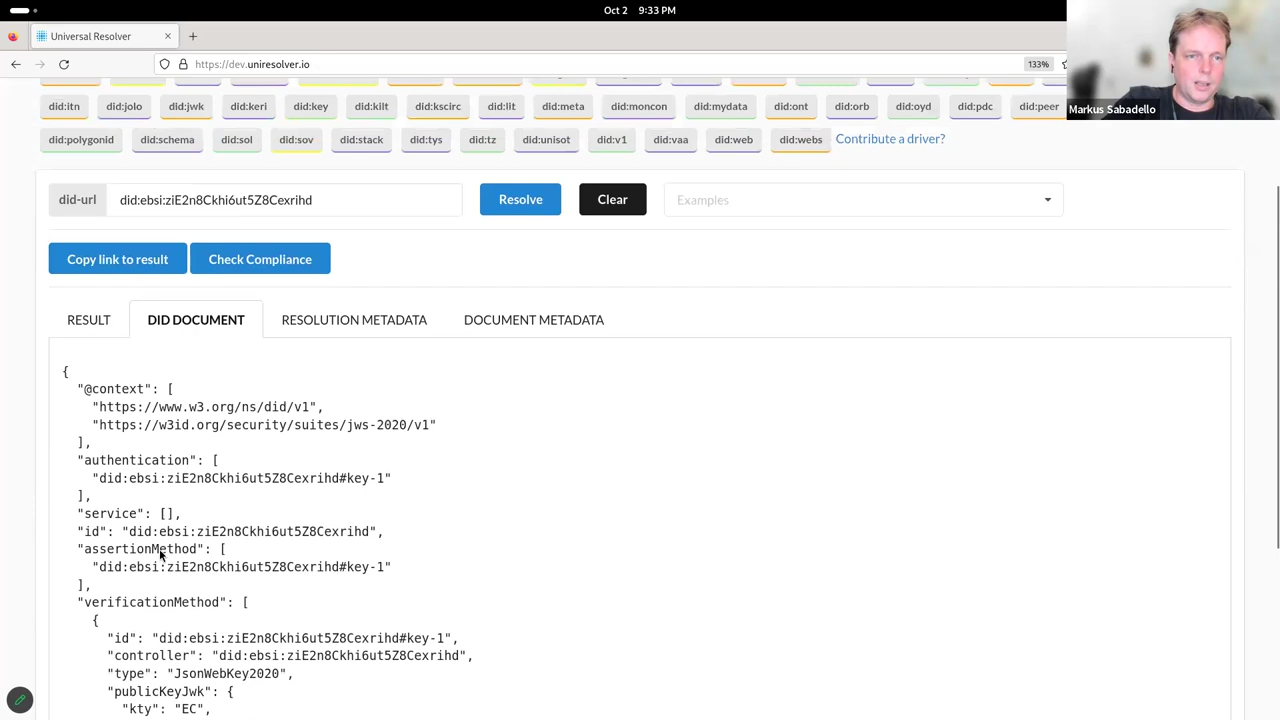 Oct 2 9:33 PM
Universal Resolver
https://dev.uniresolver.io
133%
Markus Sabadello
did:itn did:jolo did:jwk did:keri did:key did:kilt did:kscirc did:lit did:meta did:moncon did:mydata did:ont did:orb did:oyd did:pdc did:peer
did:polygonid did:schema did:sol did:sov did:stack did:tys did:tz did:unisot did:v1 did:vaa did:web did:webs Contribute a driver?
did-url did:ebsi:ziE2n8Ckhi6ut5Z8Cexrihd Resolve Clear Examples
Copy link to result Check Compliance
RESULT DID DOCUMENT RESOLUTION METADATA DOCUMENT METADATA
{
"@context": [
"https://www.w3.org/ns/did/v1",
"https://w3id.org/security/suites/jws-2020/v1"
],
"authentication": [
"did:ebsi:ziE2n8Ckhi6ut5Z8Cexrihd#key-1"
],
"service": [],
"id": "did:ebsi:ziE2n8Ckhi6ut5Z8Cexrihd",
"assertionMethod": [
"did:ebsi:ziE2n8Ckhi6ut5Z8Cexrihd#key-1"
],
"verificationMethod": [
{
"id": "did:ebsi:ziE2n8Ckhi6ut5Z8Cexrihd#key-1",
"controller": "did:ebsi:ziE2n8Ckhi6ut5Z8Cexrihd",
"type": "JsonWebKey2020",
"publicKeyJwk": {
"kty": "EC",